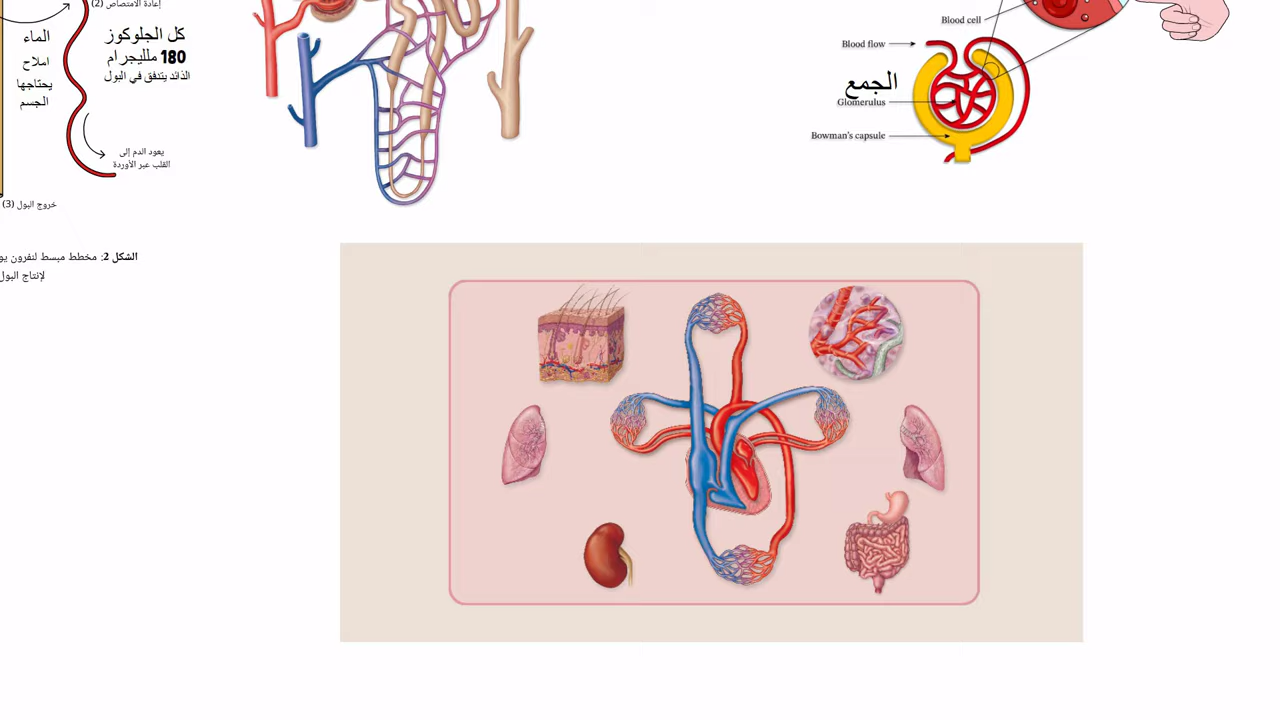 إعادة الامتصاص (2)
كل الجلوكوز
180 ملليجرام
الذائد يتدفق في البول
الماء
املاح
يحتاجها
الجسم
يعود الدم إلى
القلب عبر الأوردة
خروج البول (3)
الشكل 2: مخطط مبسط لنفرون يو
لإنتاج البول
Blood cell
Blood flow
الجمع
Glomerulus
Bowman's capsule